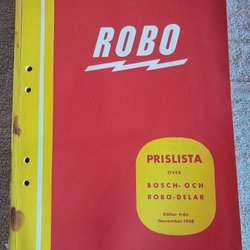 ROBO
PRISLISTA
ÖVER
BOSCH- OCH
ROBO-DELAR
Gäller från
November 1958